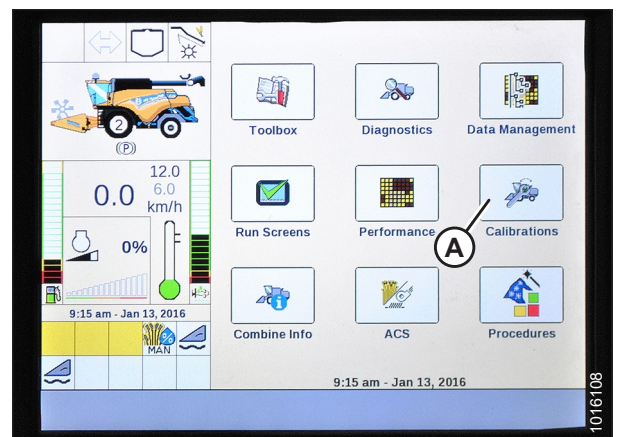 2
(P)
12.0
6.0
0.0
km/h
0%
9:15 am - Jan 13, 2016
MAN
Toolbox
Diagnostics
Data Management
Run Screens
Performance
Calibrations
A
Combine Info
ACS
Procedures
9:15 am - Jan 13, 2016
1016108